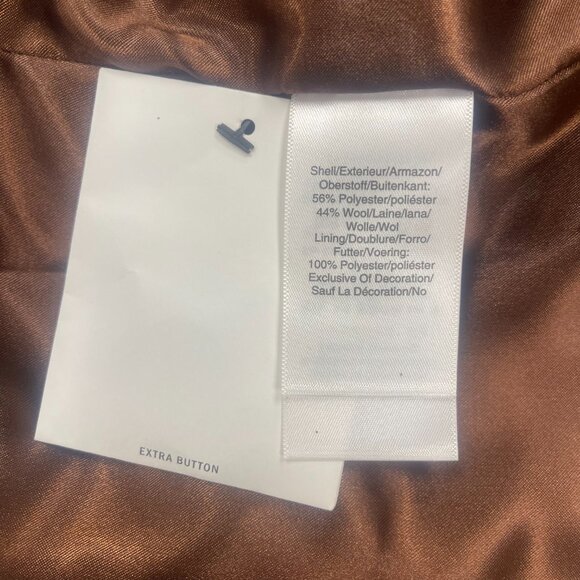 Shell/Exterieur/Armazon/
Oberstoff/Buitenkant:
56% Polyester/poliéster
44% Wool/Laine/lana/
Wolle/Wol
Lining/Doublure/Forro/
Futter/Voering:
100% Polyester/poliéster
Exclusive Of Decoration/
Sauf La Décoration/No
EXTRA BUTTON